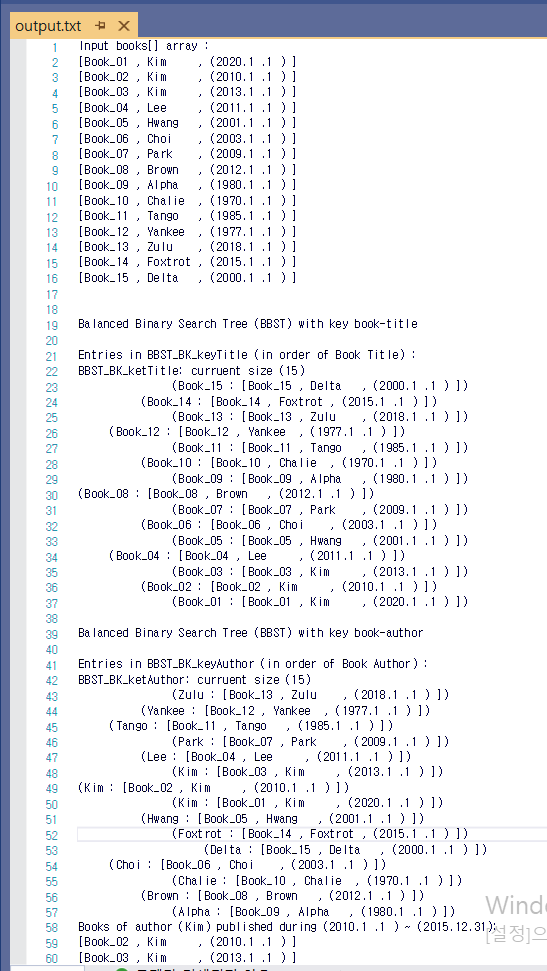 output.txt
1 Input books[] array :
2 [Book_01 , Kim , (2020.1 .1 ) ]
3 [Book_02 , Kim , (2010.1 .1 ) ]
4 [Book_03 , Kim , (2013.1 .1 ) ]
5 [Book_04 , Lee , (2011.1 .1 ) ]
6 [Book_05 , Hwang , (2001.1 .1 ) ]
7 [Book_06 , Choi , (2003.1 .1 ) ]
8 [Book_07 , Park , (2009.1 .1 ) ]
9 [Book_08 , Brown , (2012.1 .1 ) ]
10 [Book_09 , Alpha , (1980.1 .1 ) ]
11 [Book_10 , Chalie , (1970.1 .1 ) ]
12 [Book_11 , Tango , (1985.1 .1 ) ]
13 [Book_12 , Yankee , (1977.1 .1 ) ]
14 [Book_13 , Zulu , (2018.1 .1 ) ]
15 [Book_14 , Foxtrot , (2015.1 .1 ) ]
16 [Book_15 , Delta , (2000.1 .1 ) ]
17
18
19 Balanced Binary Search Tree (BBST) with key book-title
20
21 Entries in BBST_BK_keyTitle (in order of Book Title) :
22 BBST_BK_ketTitle: curruent size (15)
23 (Book_15 : [Book_15 , Delta , (2000.1 .1 ) ])
24 (Book_14 : [Book_14 , Foxtrot , (2015.1 .1 ) ])
25 (Book_13 : [Book_13 , Zulu , (2018.1 .1 ) ])
26 (Book_12 : [Book_12 , Yankee , (1977.1 .1 ) ])
27 (Book_11 : [Book_11 , Tango , (1985.1 .1 ) ])
28 (Book_10 : [Book_10 , Chalie , (1970.1 .1 ) ])
29 (Book_09 : [Book_09 , Alpha , (1980.1 .1 ) ])
30 (Book_08 : [Book_08 , Brown , (2012.1 .1 ) ])
31 (Book_07 : [Book_07 , Park , (2009.1 .1 ) ])
32 (Book_06 : [Book_06 , Choi , (2003.1 .1 ) ])
33 (Book_05 : [Book_05 , Hwang , (2001.1 .1 ) ])
34 (Book_04 : [Book_04 , Lee , (2011.1 .1 ) ])
35 (Book_03 : [Book_03 , Kim , (2013.1 .1 ) ])
36 (Book_02 : [Book_02 , Kim , (2010.1 .1 ) ])
37 (Book_01 : [Book_01 , Kim , (2020.1 .1 ) ])
38
39 Balanced Binary Search Tree (BBST) with key book-author
40
41 Entries in BBST_BK_keyAuthor (in order of Book Author) :
42 BBST_BK_ketAuthor: curruent size (15)
43 (Zulu : [Book_13 , Zulu , (2018.1 .1 ) ])
44 (Yankee : [Book_12 , Yankee , (1977.1 .1 ) ])
45 (Tango : [Book_11 , Tango , (1985.1 .1 ) ])
46 (Park : [Book_07 , Park , (2009.1 .1 ) ])
47 (Lee : [Book_04 , Lee , (2011.1 .1 ) ])
48 (Kim : [Book_03 , Kim , (2013.1 .1 ) ])
49 (Kim : [Book_02 , Kim , (2010.1 .1 ) ])
50 (Kim : [Book_01 , Kim , (2020.1 .1 ) ])
51 (Hwang : [Book_05 , Hwang , (2001.1 .1 ) ])
52 (Foxtrot : [Book_14 , Foxtrot , (2015.1 .1 ) ])
53 (Delta : [Book_15 , Delta , (2000.1 .1 ) ])
54 (Choi : [Book_06 , Choi , (2003.1 .1 ) ])
55 (Chalie : [Book_10 , Chalie , (1970.1 .1 ) ])
56 (Brown : [Book_08 , Brown , (2012.1 .1 ) ])
57 (Alpha : [Book_09 , Alpha , (1980.1 .1 ) ])
58 Books of author (Kim) published during (2010.1 .1 ) ~ (2015.12.31):
59 [Book_02 , Kim , (2010.1 .1 ) ]
60 [Book_03 , Kim , (2013.1 .1 ) ]
Windo
[설정]으